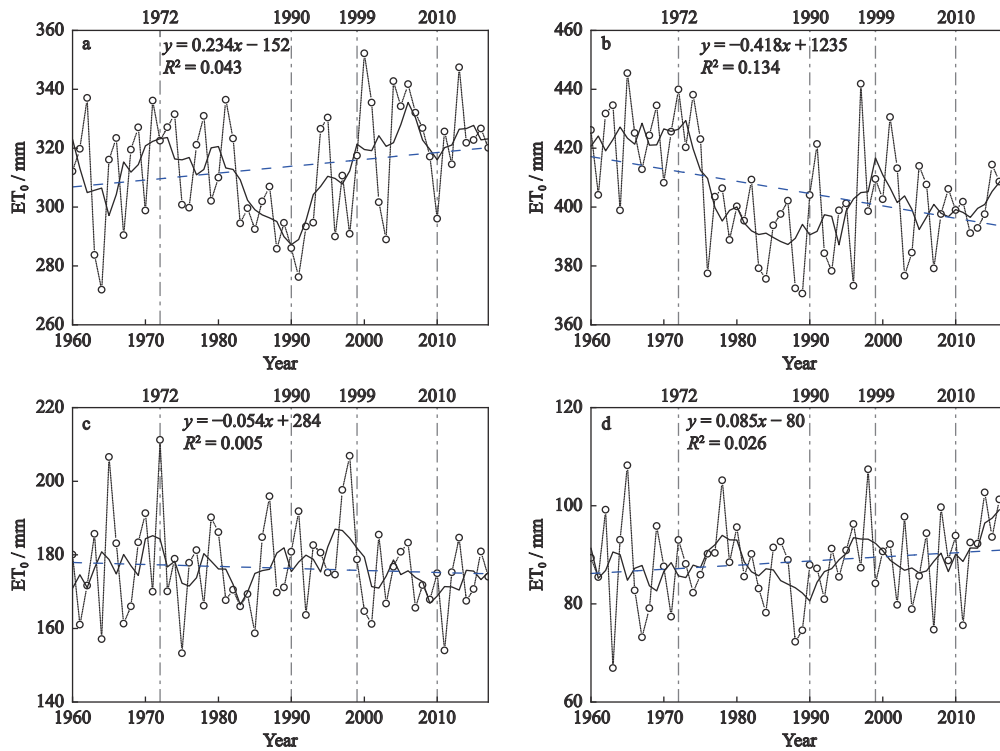 1972 1990 1999 2010
360 a y = 0.234x − 152
R² = 0.043
340
320
300
280
260
ET₀ / mm
1960 1970 1980 1990 2000 2010
Year
1972 1990 1999 2010
460 b y = −0.418x + 1235
R² = 0.134
440
420
400
380
360
ET₀ / mm
1960 1970 1980 1990 2000 2010
Year
1972 1990 1999 2010
220 c y = −0.054x + 284
R² = 0.005
200
180
160
140
ET₀ / mm
1960 1970 1980 1990 2000 2010
Year
1972 1990 1999 2010
120 d y = 0.085x − 80
R² = 0.026
100
80
60
ET₀ / mm
1960 1970 1980 1990 2000 2010
Year